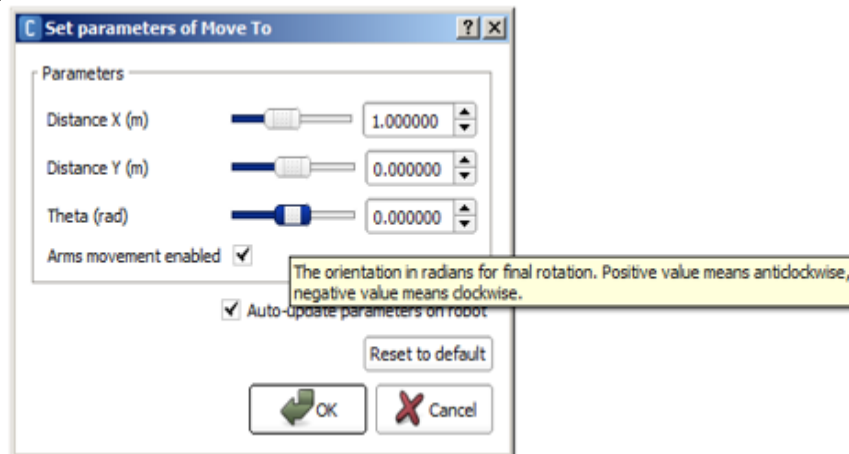 C Set parameters of Move To ? X
Parameters
Distance X (m) 1.000000
Distance Y (m) 0.000000
Theta (rad) 0.000000
Arms movement enabled
The orientation in radians for final rotation. Positive value means anticlockwise,
negative value means clockwise.
Auto-update parameters on robot
Reset to default
OK Cancel